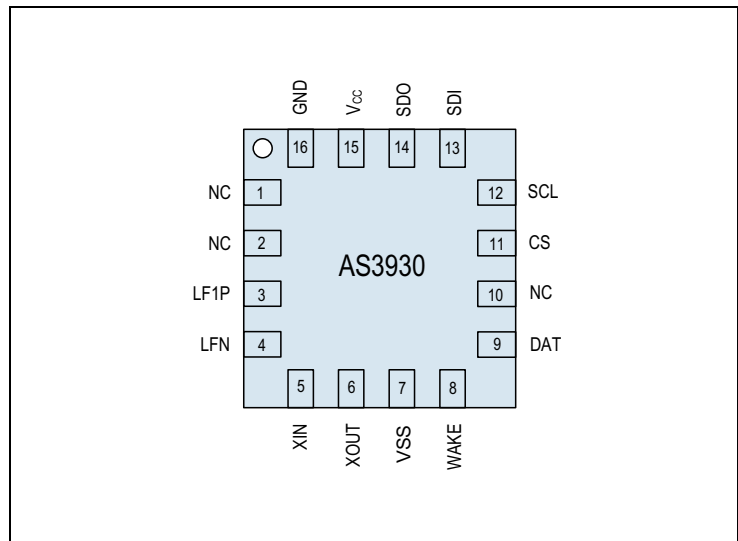 GND
Vcc
SDO
SDI
16
15
14
13
NC 1
12 SCL
NC 2
11 CS
AS3930
LF1P 3
10 NC
LFN 4
9 DAT
5
6
7
8
XIN
XOUT
VSS
WAKE